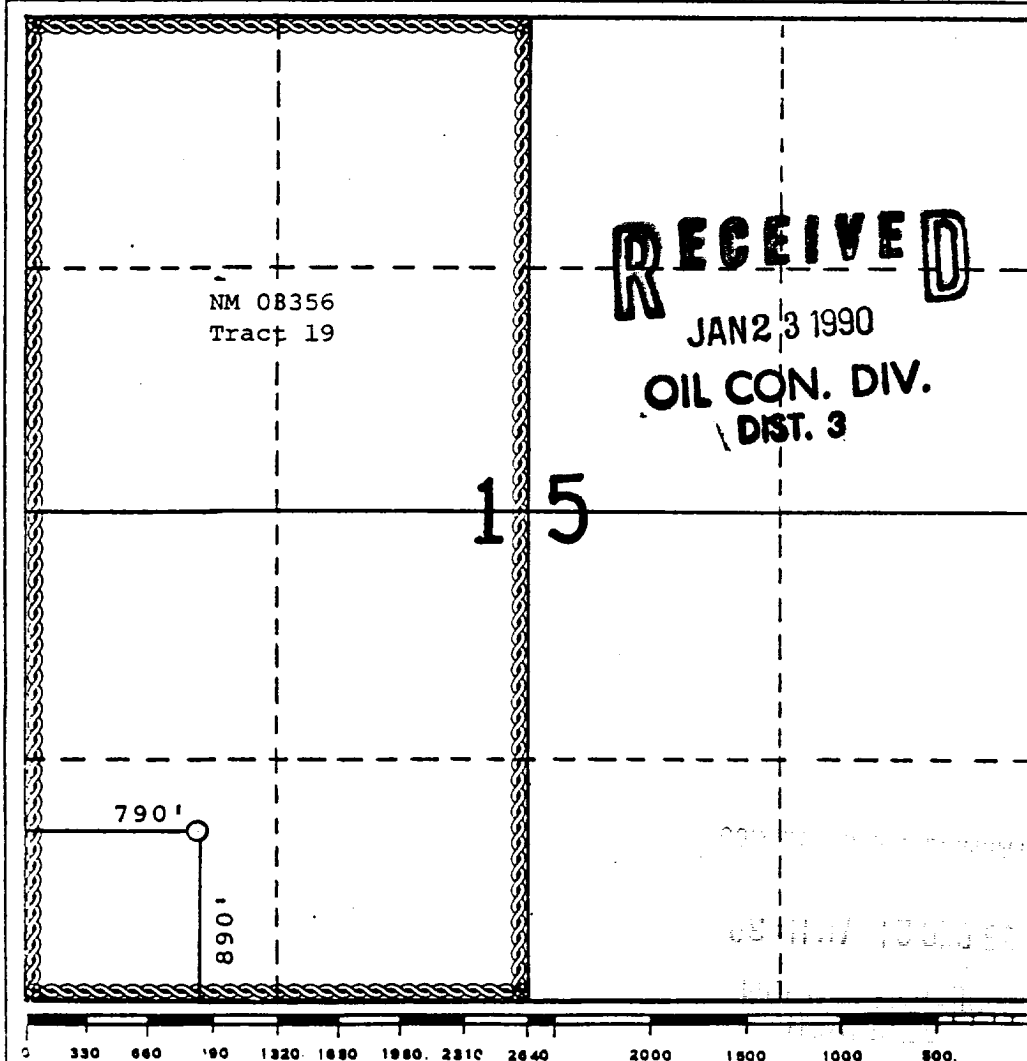 RECEIVED
JAN 23 1990
OIL CON. DIV.
DIST. 3
NM 0B356
Tract 19
15
790'
890'
0 330 660 '90 1320. 1650 1980. 2310 2640 2000 1500 1000 500.